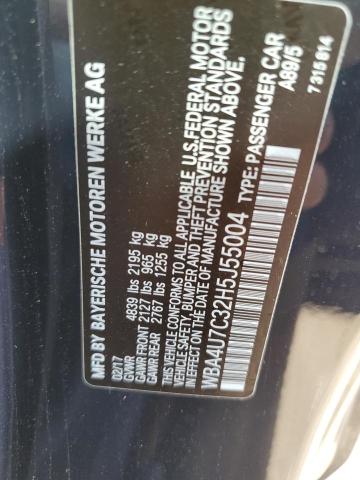 MFD BY BAYERISCHE MOTOREN WERKE AG
02/17
GVWR 4839 lbs 2195 kg
GAWR FRONT 2127 lbs 965 kg
GAWR REAR 2767 lbs 1255 kg
THIS VEHICLE CONFORMS TO ALL APPLICABLE U.S. FEDERAL MOTOR
VEHICLE SAFETY, BUMPER AND THEFT PREVENTION STANDARDS
IN EFFECT ON THE DATE OF MANUFACTURE SHOWN ABOVE.
WBA4U7C32H5J55004 TYPE: PASSENGER CAR
A89/5
7 315 614